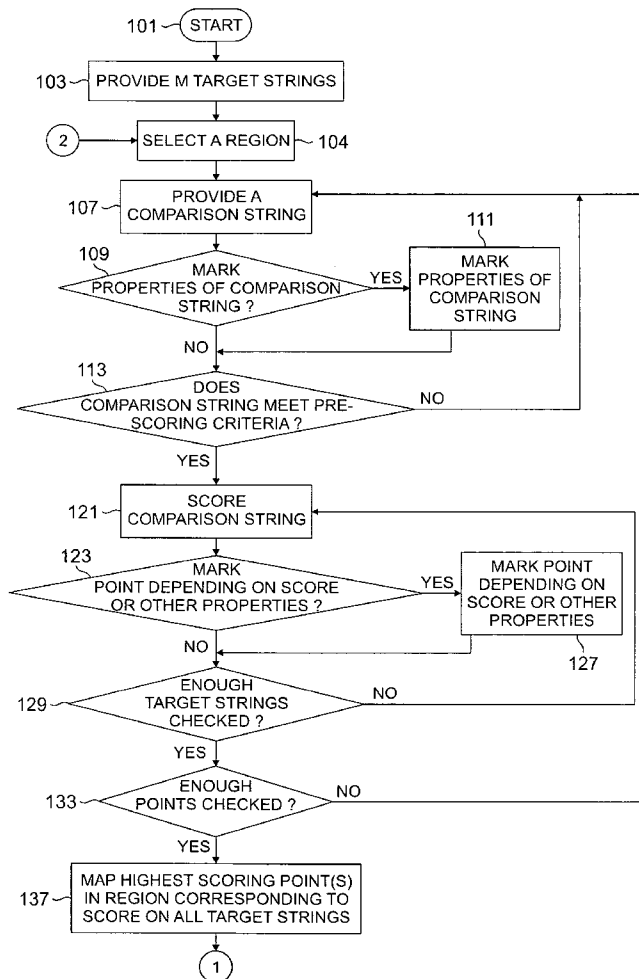 101
START
103
PROVIDE M TARGET STRINGS
2
SELECT A REGION
104
107
PROVIDE A
COMPARISON STRING
109
MARK
PROPERTIES OF COMPARISON
STRING ?
YES
111
MARK
PROPERTIES OF
COMPARISON
STRING
NO
113
DOES
COMPARISON STRING MEET PRE-
SCORING CRITERIA ?
NO
YES
121
SCORE
COMPARISON STRING
123
MARK
POINT DEPENDING ON SCORE
OR OTHER PROPERTIES ?
YES
MARK POINT
DEPENDING ON
SCORE OR OTHER
PROPERTIES
127
NO
129
ENOUGH
TARGET STRINGS
CHECKED ?
NO
YES
133
ENOUGH
POINTS CHECKED ?
NO
YES
137
MAP HIGHEST SCORING POINT(S)
IN REGION CORRESPONDING TO
SCORE ON ALL TARGET STRINGS
1